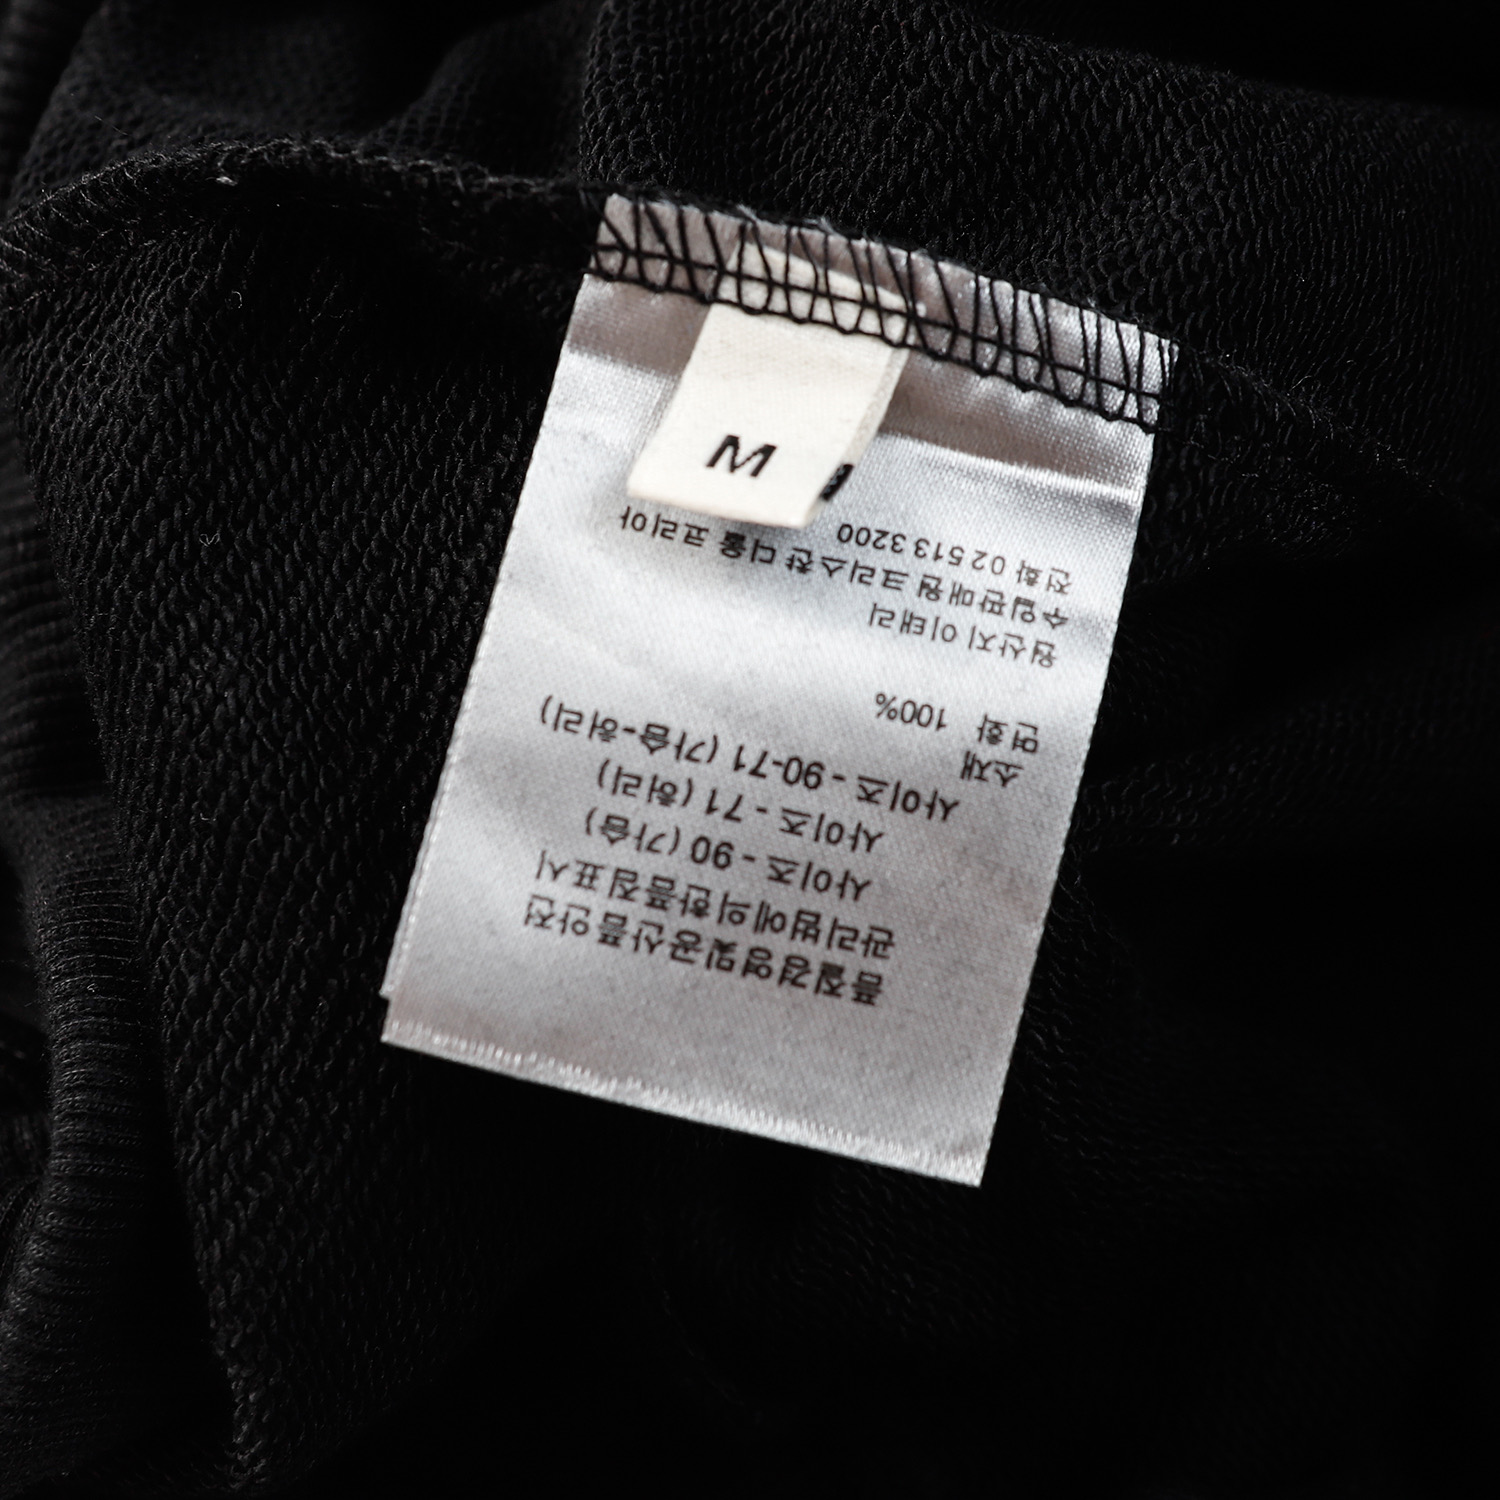 M
품질경영및공산품안전
관리법에의한품질표시
사이즈 - 90 (가슴)
사이즈 - 71 (허리)
사이즈 - 90-71 (가슴-허리)
소재
면화 100%
원산지 이태리
수입판매원 크리스찬 디올 코리아
전화 02 513 3200